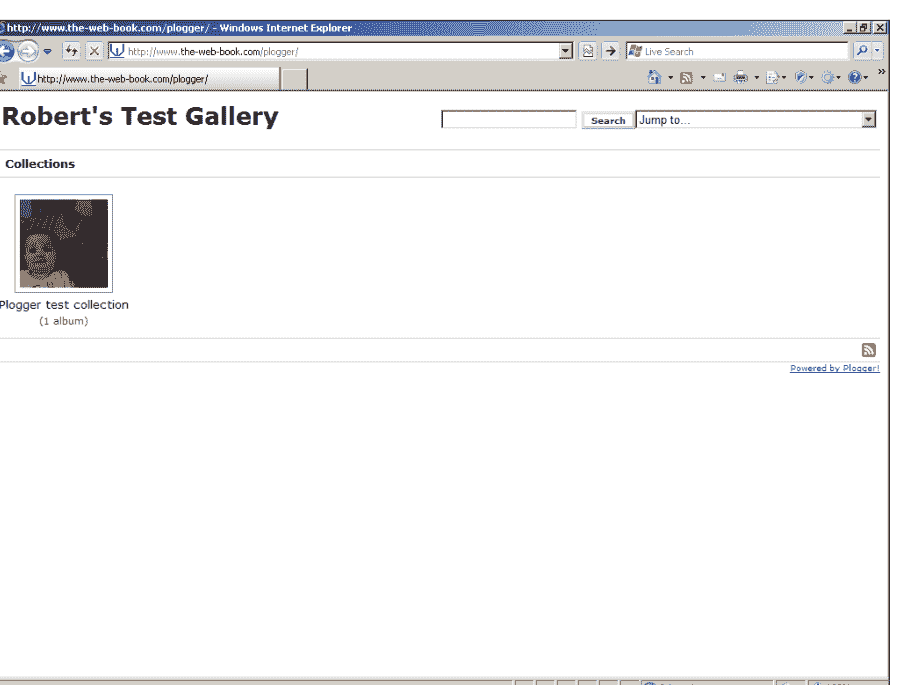 http://www.the-web-book.com/plogger/ - Windows Internet Explorer
http://www.the-web-book.com/plogger/
Live Search
http://www.the-web-book.com/plogger/
Robert's Test Gallery
Search
Jump to...
Collections
Plogger test collection
(1 album)
Powered by Plogger!